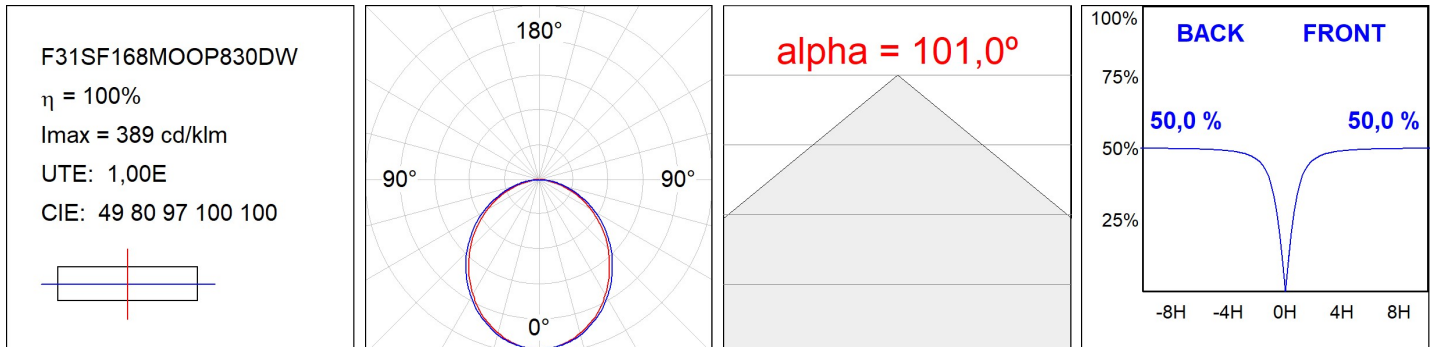 F31SF168MOOP830DW
η = 100%
Imax = 389 cd/klm
UTE: 1,00E
CIE: 49 80 97 100 100
180°
90° 90°
0°
alpha = 101,0º
100%
BACK FRONT
75%
50,0 % 50,0 %
50%
25%
-8H -4H 0H 4H 8H